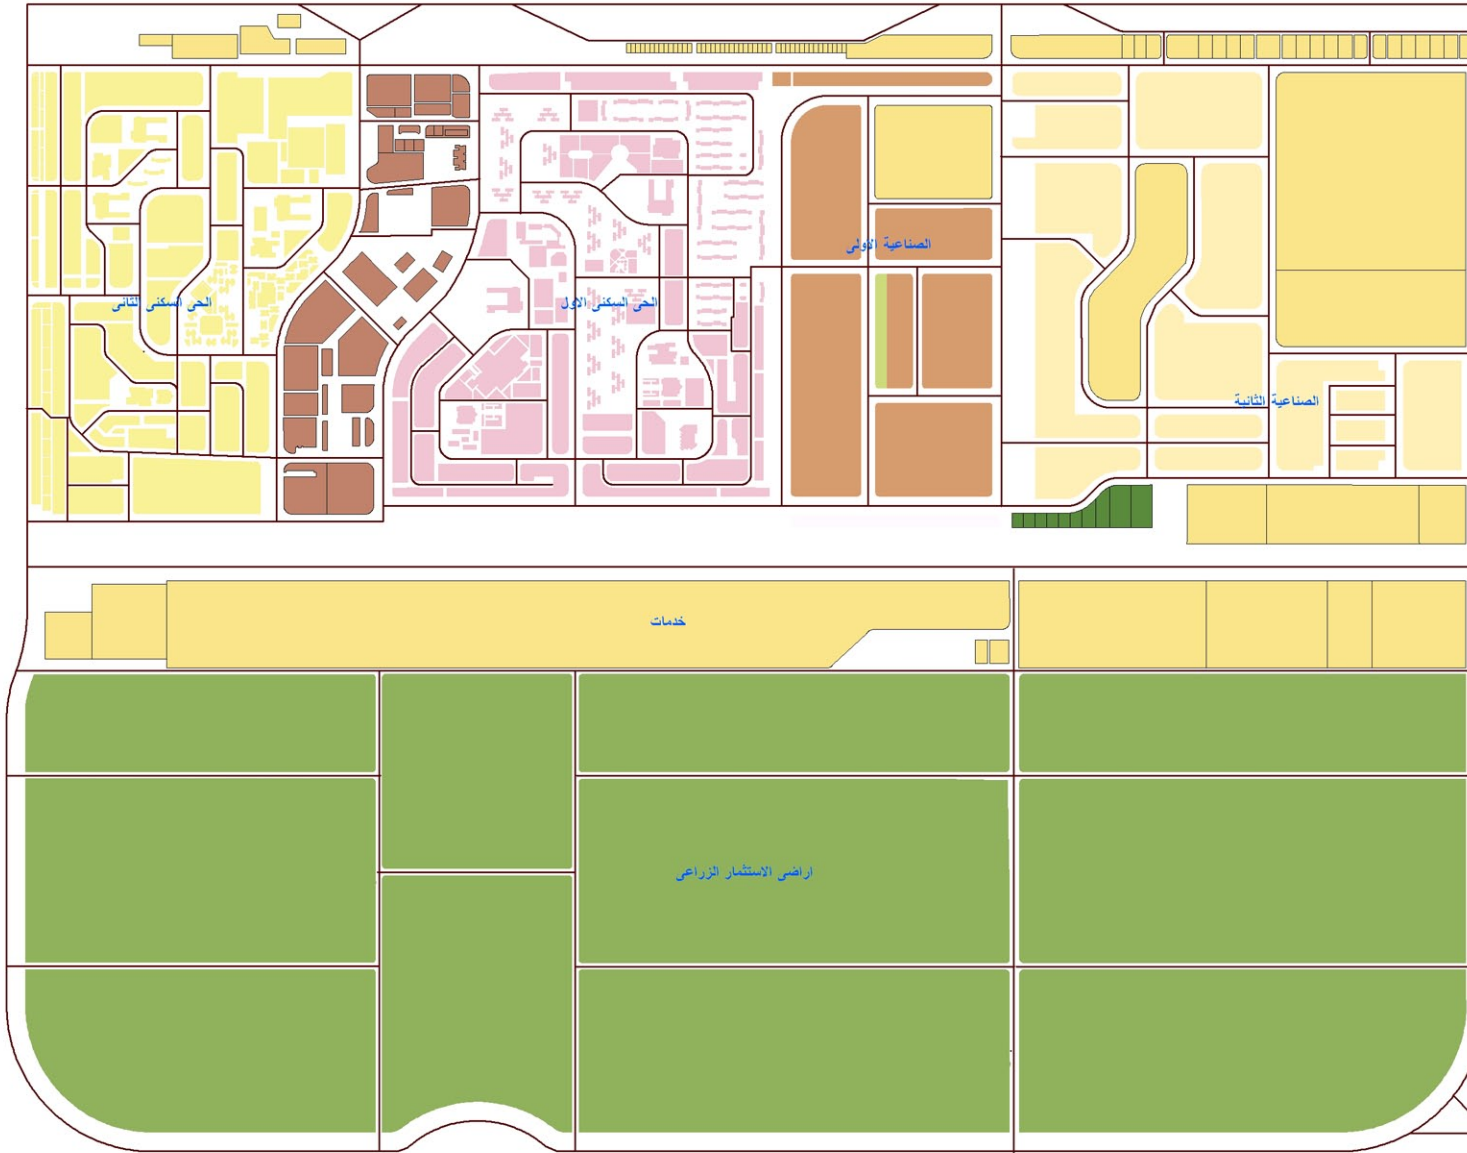 الصناعية الاولى
الحى السكنى الثانى
الحى السكنى الاول
الصناعية الثانية
خدمات
اراضى الاستثمار الزراعى